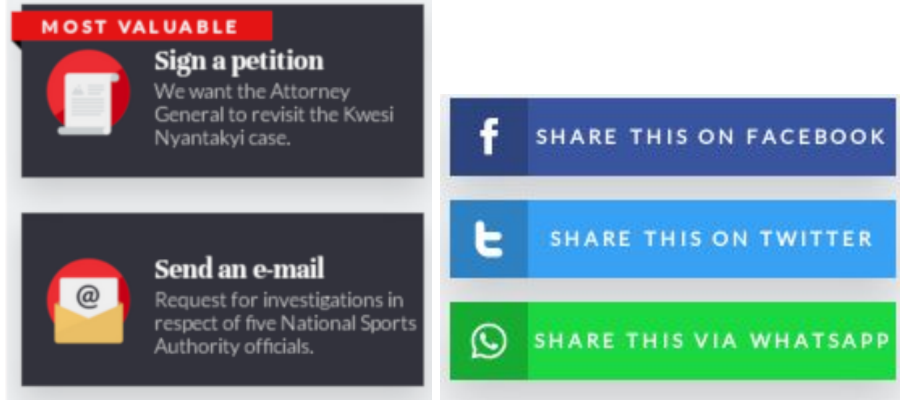 MOST VALUABLE
Sign a petition
We want the Attorney
General to revisit the Kwesi
Nyantakyi case.
@
Send an e-mail
Request for investigations in
respect of five National Sports
Authority officials.
f
SHARE THIS ON FACEBOOK
t
SHARE THIS ON TWITTER
SHARE THIS VIA WHATSAPP